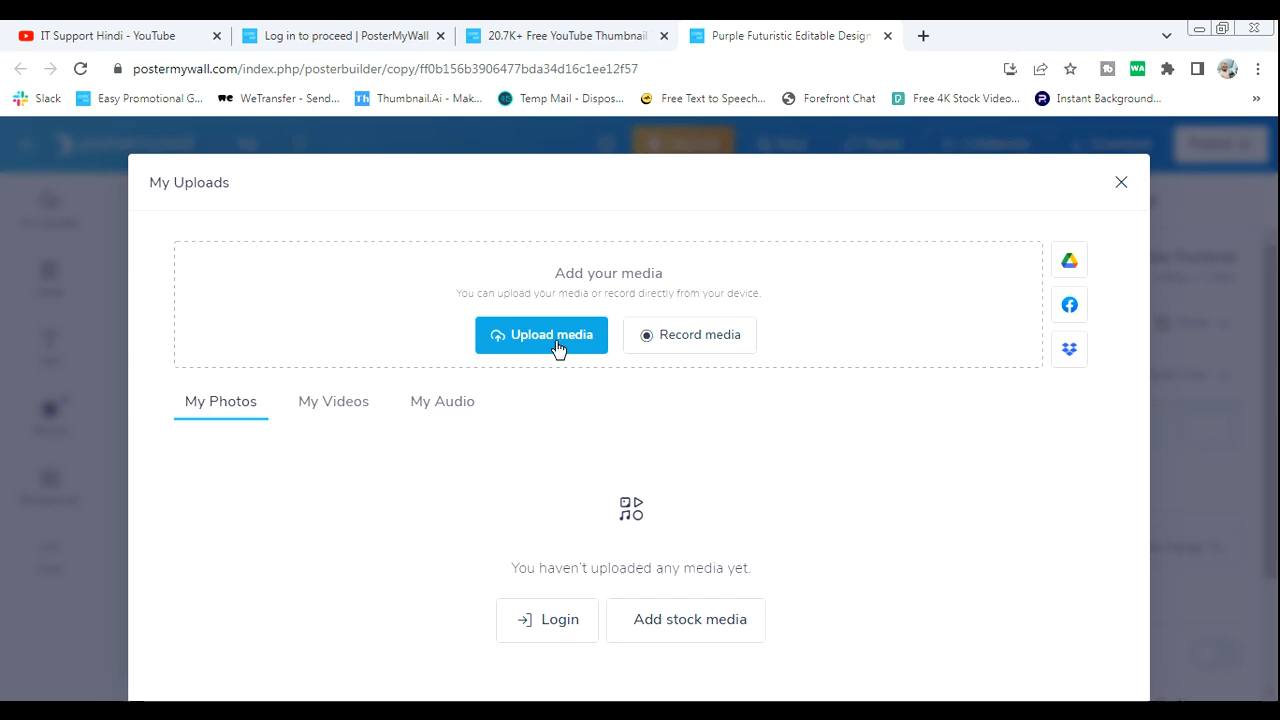 IT Support Hindi - YouTube
Log in to proceed | PosterMyWall
20.7K+ Free YouTube Thumbnail
Purple Futuristic Editable Design
postermywall.com/index.php/posterbuilder/copy/ff0b156b3906477bda34d16c1ee12f57
Slack
Easy Promotional G...
WeTransfer - Send...
Thumbnail.Ai - Mak...
Temp Mail - Dispos...
Free Text to Speech...
Forefront Chat
Free 4K Stock Video...
Instant Background...
My Uploads
Add your media
You can upload your media or record directly from your device.
Upload media
Record media
My Photos
My Videos
My Audio
You haven't uploaded any media yet.
Login
Add stock media